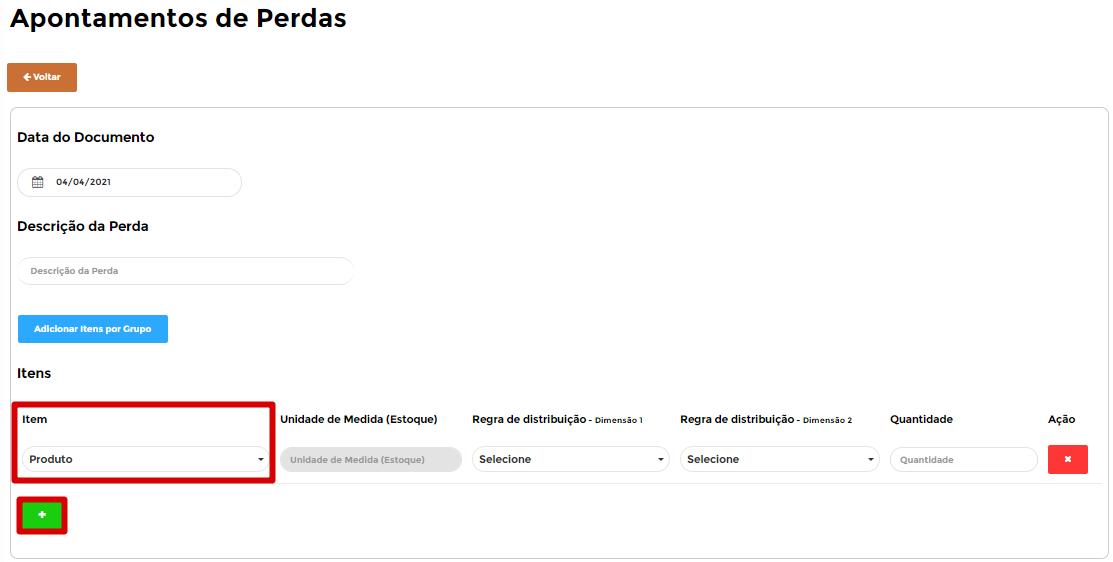 Apontamentos de Perdas
Voltar
Data do Documento
04/04/2021
Descrição da Perda
Descrição da Perda
Adicionar Itens por Grupo
Itens
Item Unidade de Medida (Estoque) Regra de distribuição - Dimensão 1 Regra de distribuição - Dimensão 2 Quantidade Ação
Produto Unidade de Medida (Estoque) Selecione Selecione Quantidade